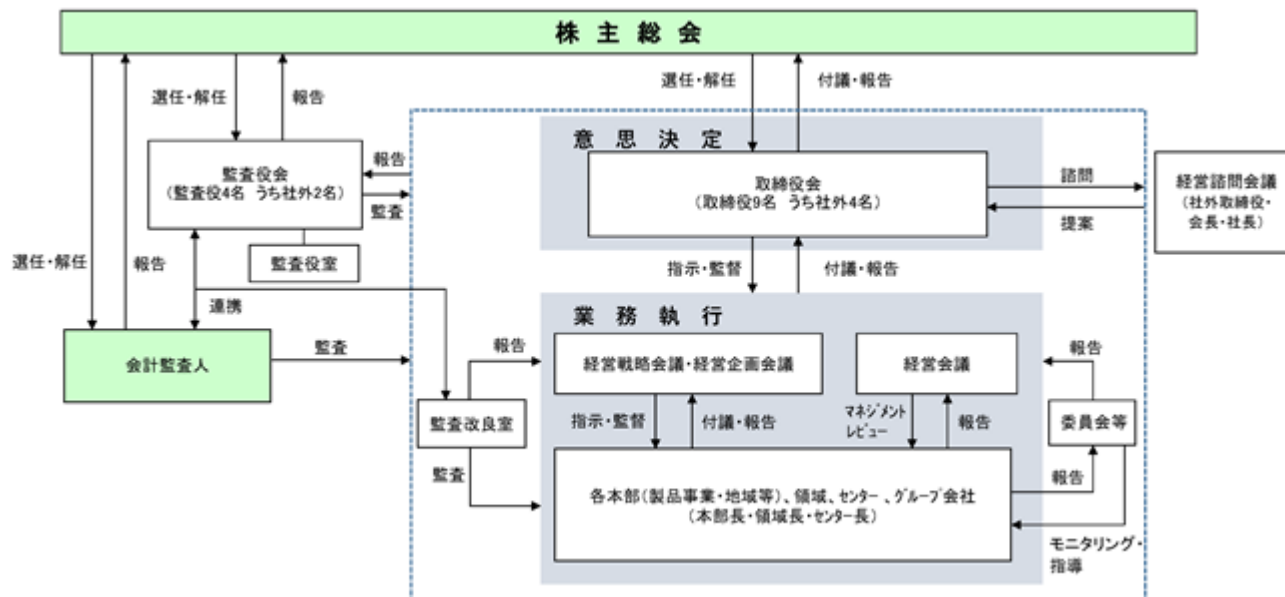 株 主 総 会
選任・解任
報告
選任・解任
付議・報告
意 思 決 定
監査役会
(監査役4名 うち社外2名)
報告
監査
取締役会
(取締役9名 うち社外4名)
諮問
提案
経営諮問会議
(社外取締役・
会長・社長)
選任・解任
報告
監査役室
連携
指示・監督
付議・報告
業 務 執 行
会計監査人
監査
報告
経営戦略会議・経営企画会議
経営会議
報告
監査改良室
指示・監督
付議・報告
マネジメント
レビュー
報告
委員会等
監査
各本部(製品事業・地域等)、領域、センター、グループ会社
(本部長・領域長・センター長)
報告
モニタリング・
指導